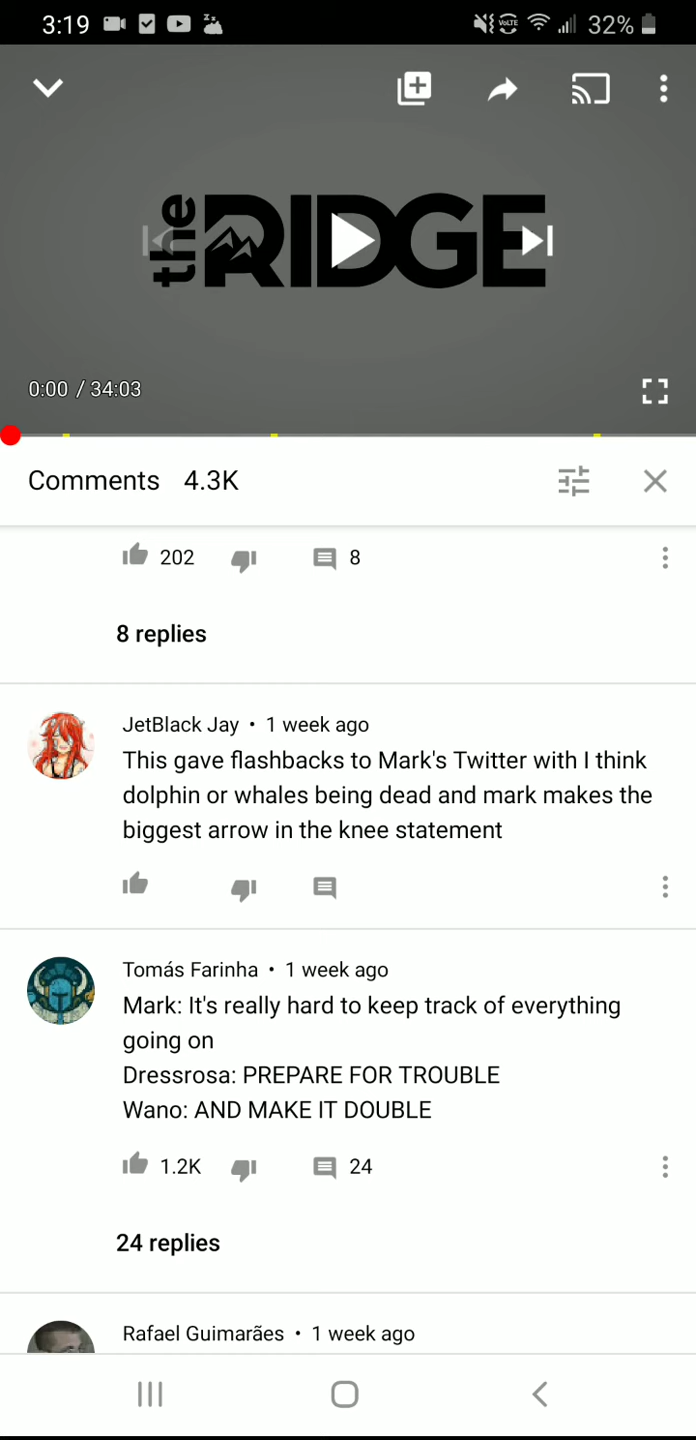 3:19
VoLTE
32%
the RIDGE
0:00 / 34:03
Comments 4.3K
202 8
8 replies
JetBlack Jay • 1 week ago
This gave flashbacks to Mark's Twitter with I think
dolphin or whales being dead and mark makes the
biggest arrow in the knee statement
Tomás Farinha • 1 week ago
Mark: It's really hard to keep track of everything
going on
Dressrosa: PREPARE FOR TROUBLE
Wano: AND MAKE IT DOUBLE
1.2K 24
24 replies
Rafael Guimarães • 1 week ago